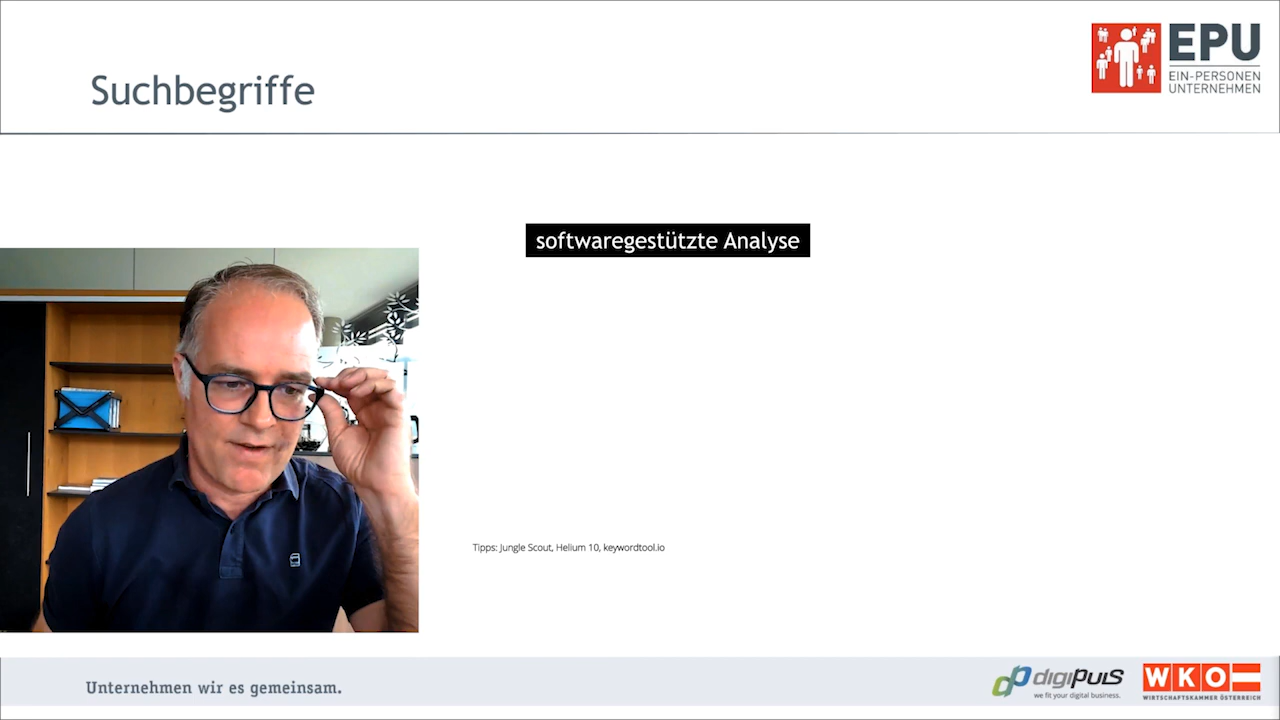 Suchbegriffe
EPU
EIN-PERSONEN
UNTERNEHMEN
softwaregestützte Analyse
Tipps: Jungle Scout, Helium 10, keywordtool.io
Unternehmen wir es gemeinsam.
digiPULS
we fit your digital business.
WKO
WIRTSCHAFTSKAMMER ÖSTERREICH